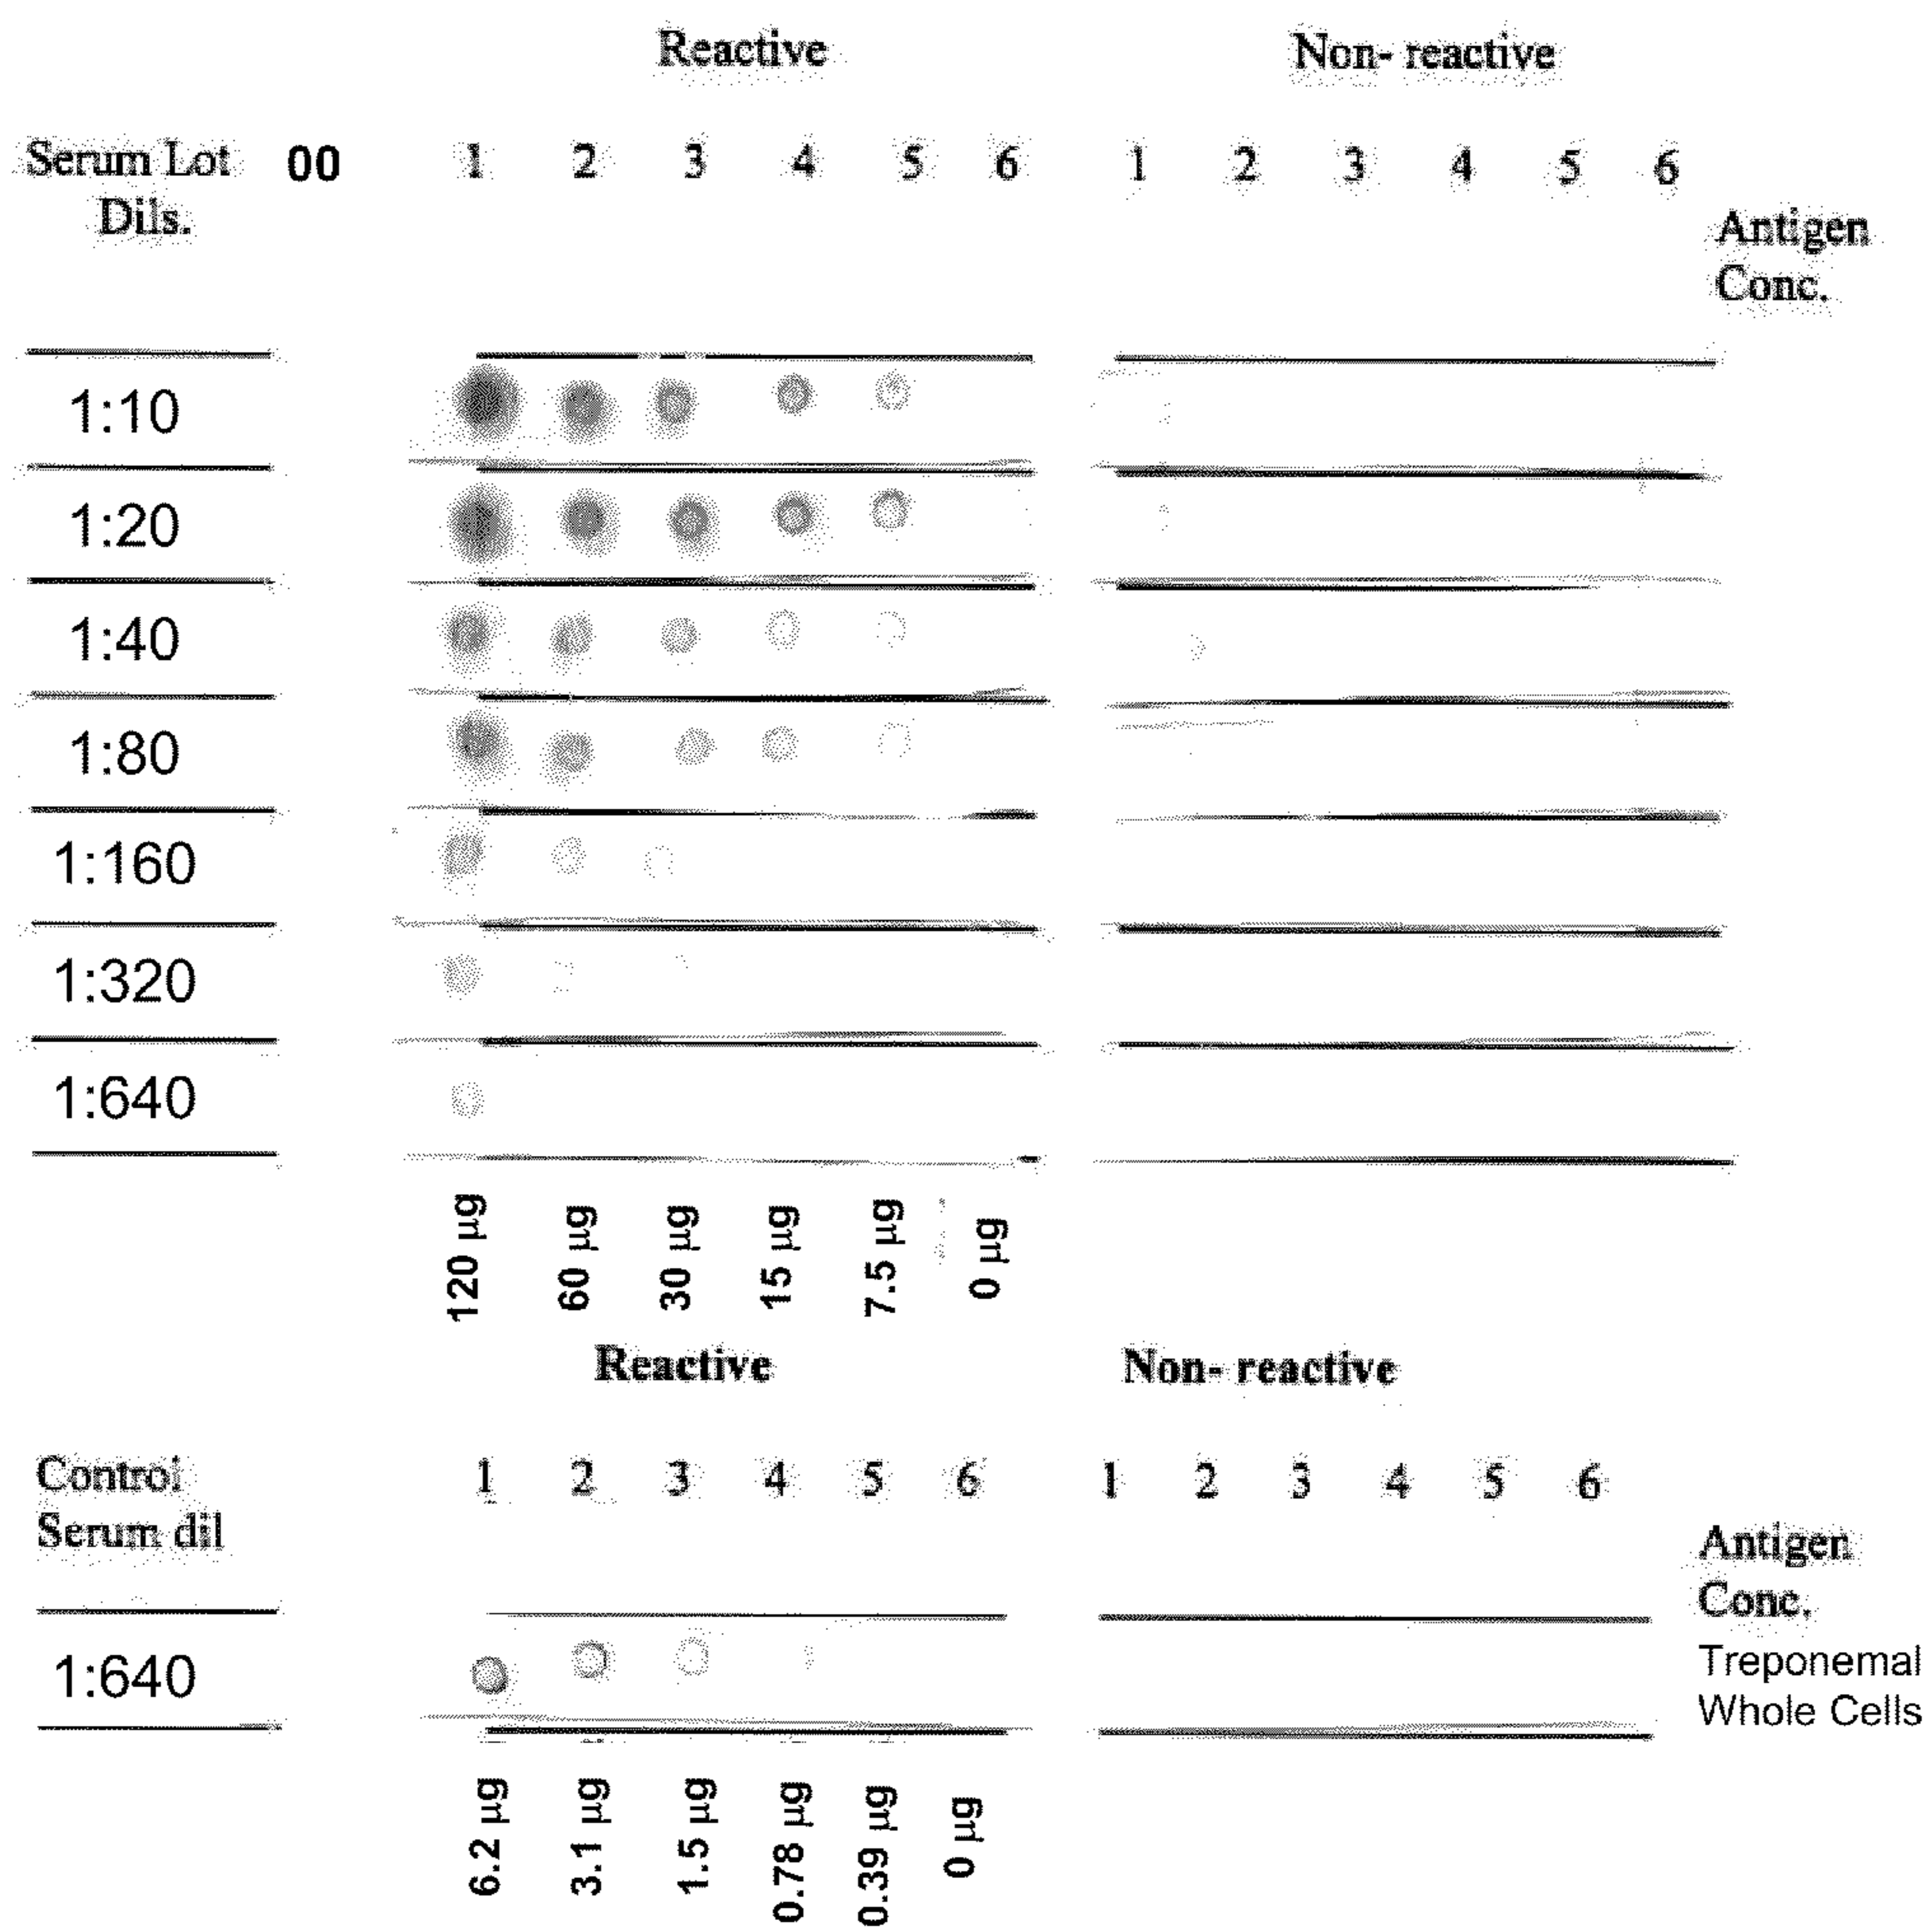 Reactive Non- reactive
Serum Lot 00 1 2 3 4 5 6 1 2 3 4 5 6
Dils.
Antigen
Conc.
1:10
1:20
1:40
1:80
1:160
1:320
1:640
120 µg 60 µg 30 µg 15 µg 7.5 µg 0 µg
Reactive Non- reactive
Control 1 2 3 4 5 6 1 2 3 4 5 6
Serum dil
Antigen
Conc.
1:640 Treponemal
Whole Cells
6.2 µg 3.1 µg 1.5 µg 0.78 µg 0.39 µg 0 µg